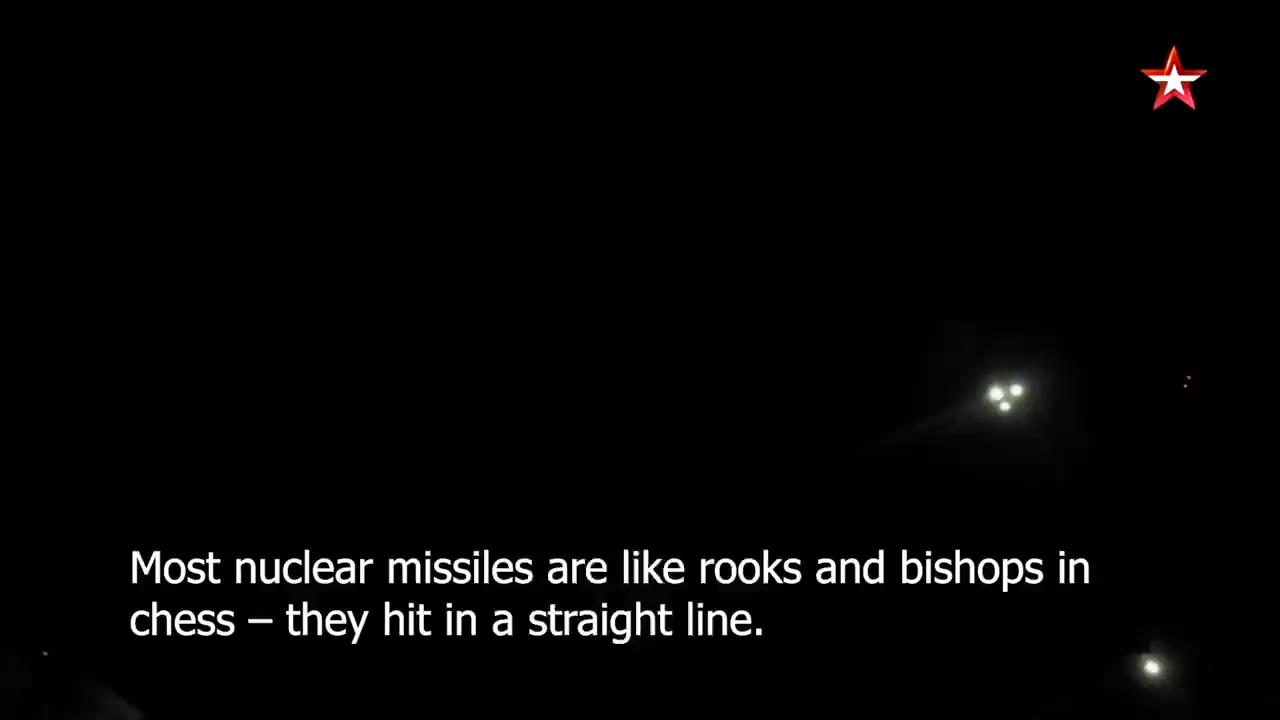 Most nuclear missiles are like rooks and bishops in
chess – they hit in a straight line.